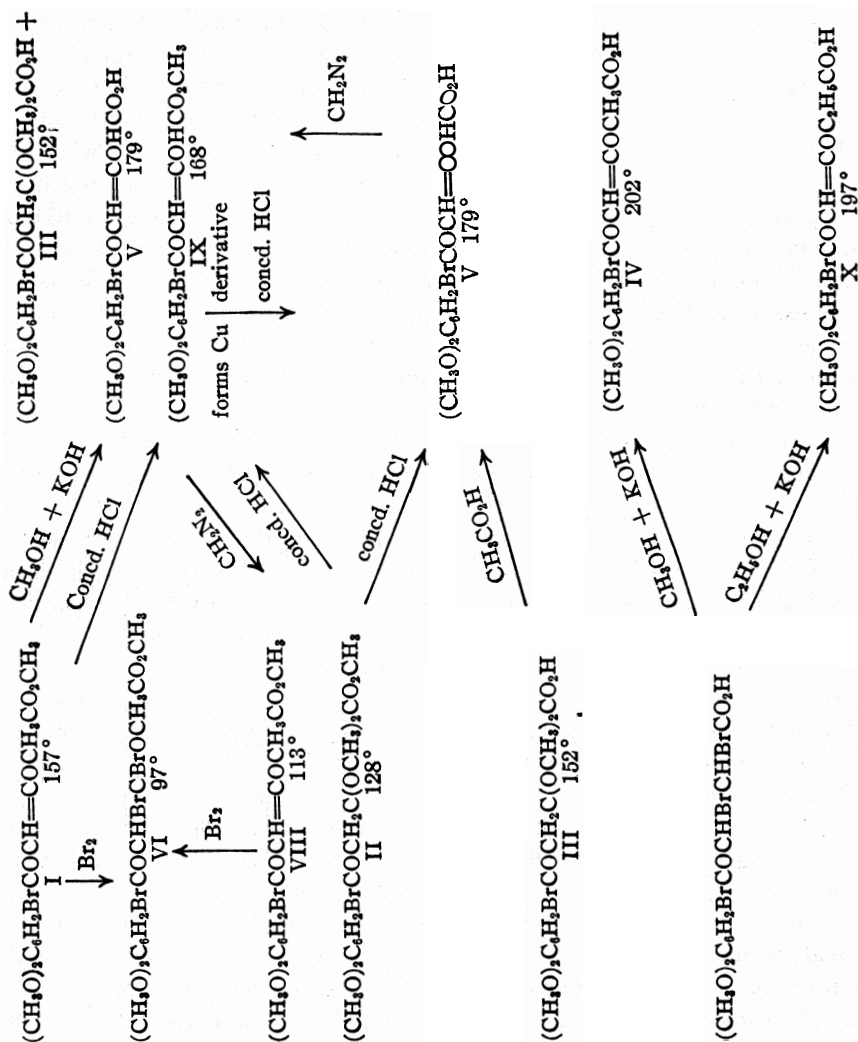 (CH₃O)₂C₆H₂BrCOCH==COCH₃CO₂CH₃
I 157°
CH₃OH + KOH
(CH₃O)₂C₆H₂BrCOCH₂C(OCH₃)₂CO₂H +
III 152°
Br₂
Concd. HCl
(CH₃O)₂C₆H₂BrCOCH==COHCO₂H
V 179°
(CH₃O)₂C₆H₂BrCOCHBrCBrOCH₃CO₂CH₃
VI 97°
(CH₃O)₂C₆H₂BrCOCH==COHCO₂CH₃
IX 168°
Br₂
CH₂N₂
forms Cu derivative
concd. HCl
concd. HCl
(CH₃O)₂C₆H₂BrCOCH==COCH₃CO₂CH₃
VIII 113°
CH₂N₂
(CH₃O)₂C₆H₂BrCOCH₂C(OCH₃)₂CO₂CH₃
II 128°
concd. HCl
(CH₃O)₂C₆H₂BrCOCH==COHCO₂H
V 179°
CH₃CO₂H
(CH₃O)₂C₆H₂BrCOCH₂C(OCH₃)₂CO₂H
III 152°
(CH₃O)₂C₆H₂BrCOCH==COCH₃CO₂H
IV 202°
CH₃OH + KOH
(CH₃O)₂C₆H₂BrCOCHBrCHBrCO₂H
C₂H₅OH + KOH
(CH₃O)₂C₆H₂BrCOCH==COC₂H₅CO₂H
X 197°